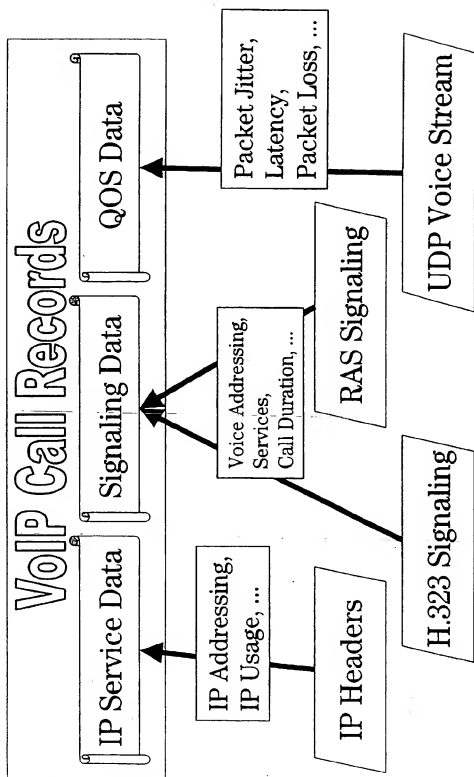 VoIP Call Records
IP Service Data
Signaling Data
QOS Data
IP Addressing,
IP Usage, ...
Voice Addressing,
Services,
Call Duration, ...
Packet Jitter,
Latency,
Packet Loss, ...
IP Headers
H.323 Signaling
RAS Signaling
UDP Voice Stream